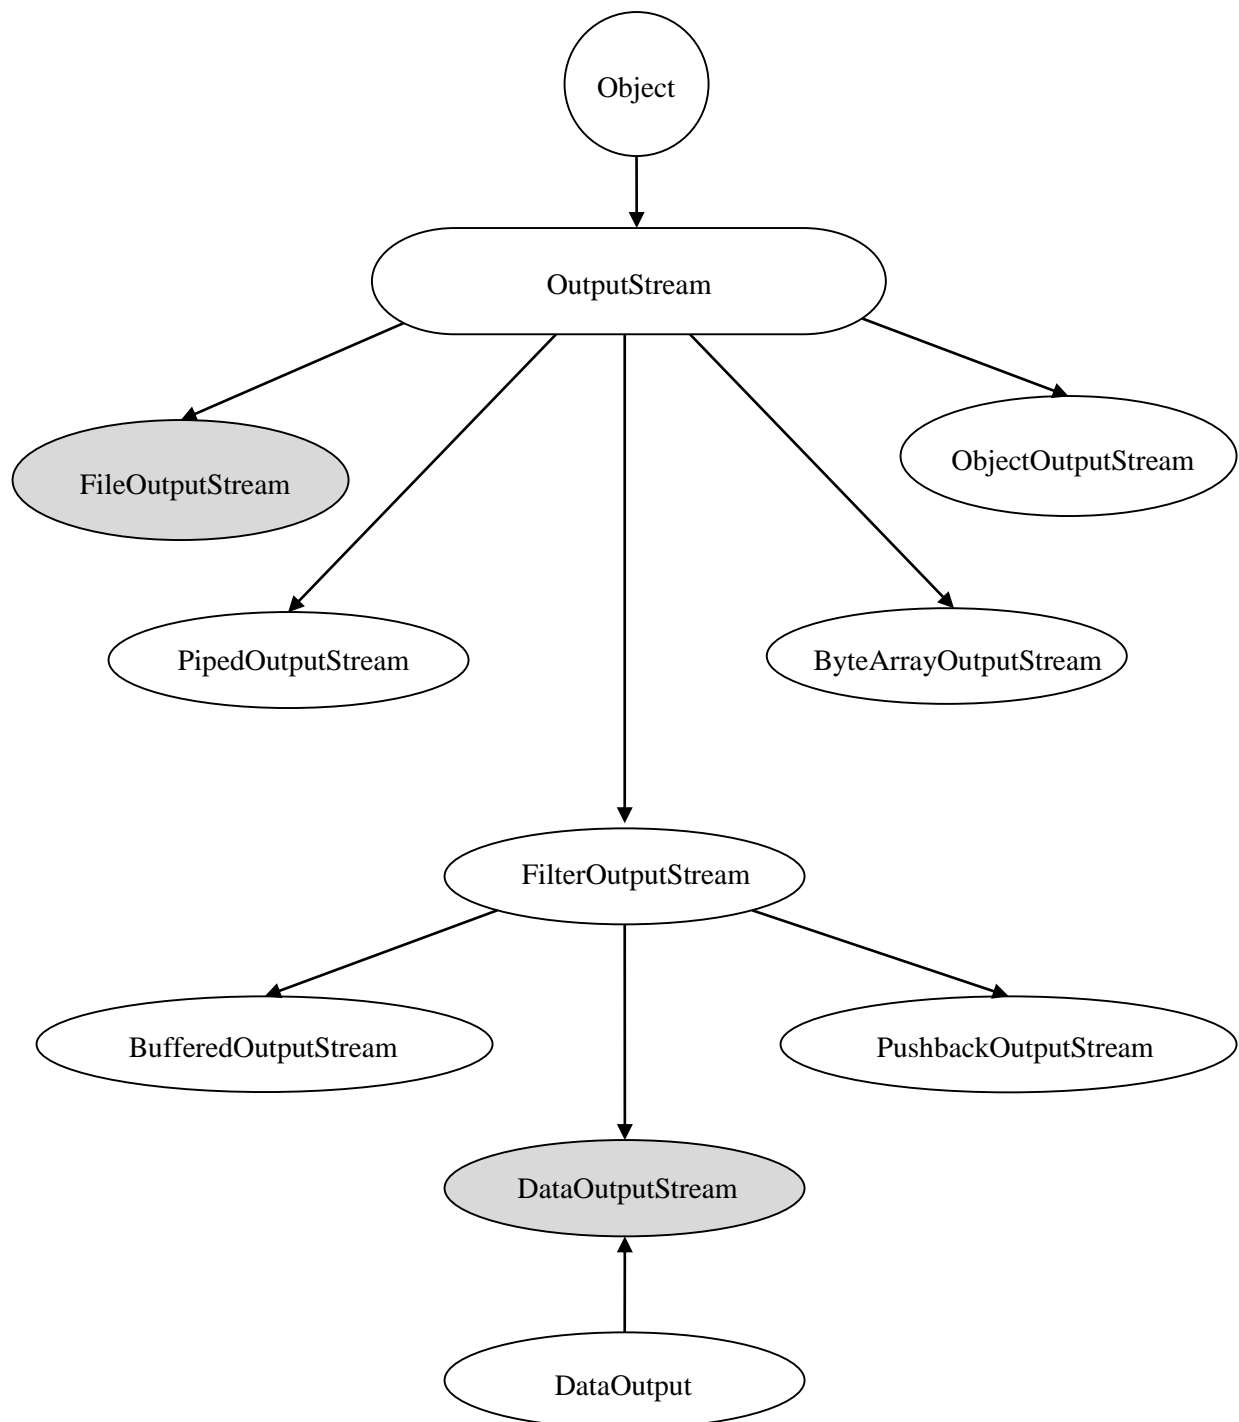 Object
OutputStream
FileOutputStream
ObjectOutputStream
PipedOutputStream
ByteArrayOutputStream
FilterOutputStream
BufferedOutputStream
PushbackOutputStream
DataOutputStream
DataOutput